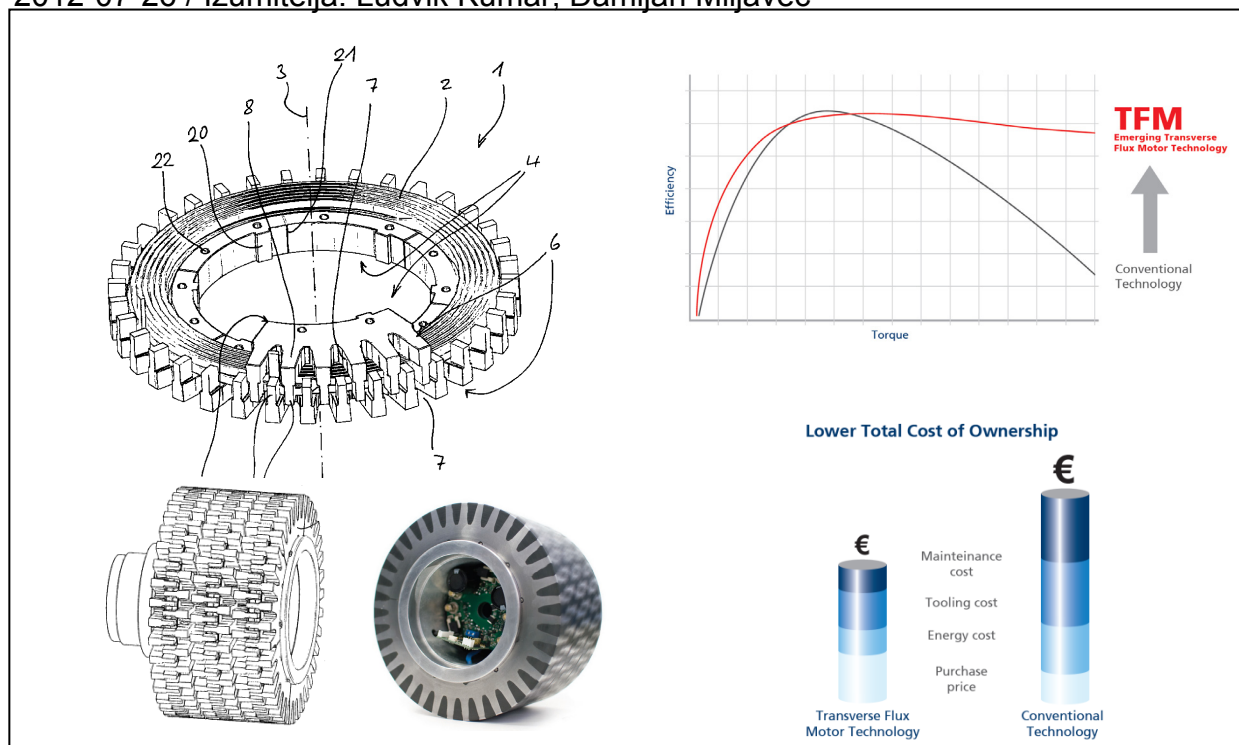 2012-07-26 / izumitelja: Ludvik Kumar, Damijan Miljavec
3
21
7
1
8
2
20
4
22
6
7
TFM
Emerging Transverse
Flux Motor Technology
Efficiency
Conventional
Technology
Torque
Lower Total Cost of Ownership
€
€
Mainteinance
cost
Tooling cost
Energy cost
Purchase
price
Transverse Flux
Motor Technology
Conventional
Technology